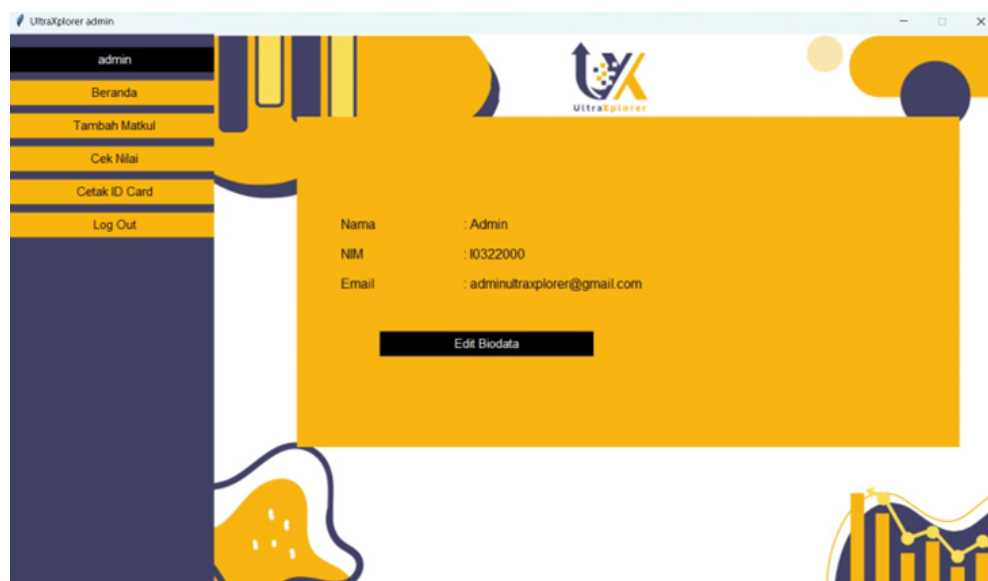 UltraXplorer admin
admin
Beranda
Tambah Matkul
Cek Nilai
Cetak ID Card
Log Out
UltraXplorer
Nama : Admin
NIM : I0322000
Email : adminultraxplorer@gmail.com
Edit Biodata